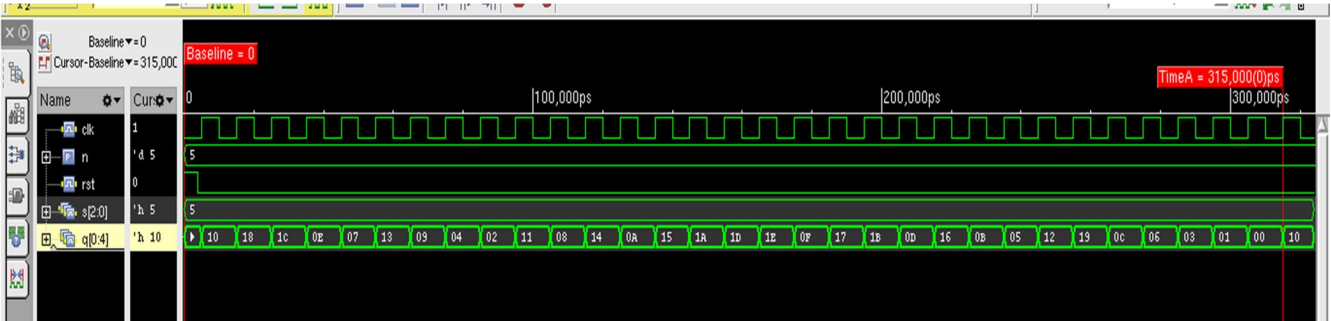 Baseline▾=0
Cursor-Baseline▾=315,000
Baseline = 0
TimeA = 315,000(0)ps
Name
0 100,000ps 200,000ps 300,000ps
clk 1
n 'd 5 5
rst 0
s[2:0] 'h 5 5
q[0:4] 'h 10 10 18 1C 0E 07 13 09 04 02 11 08 14 0A 15 1A 1D 1E 0F 17 1B 0D 16 0B 05 12 19 0C 06 03 01 00 10